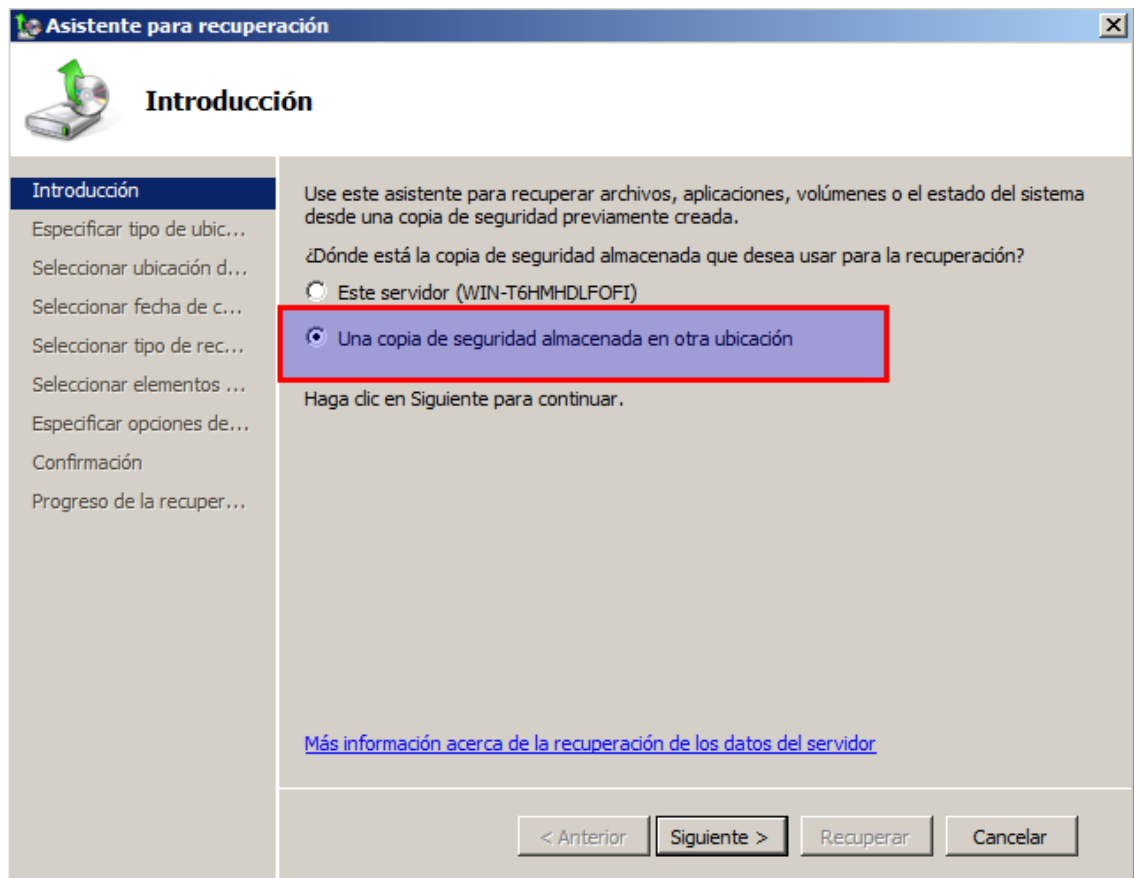 Asistente para recuperación
Introducción
Introducción
Especificar tipo de ubic...
Seleccionar ubicación d...
Seleccionar fecha de c...
Seleccionar tipo de rec...
Seleccionar elementos ...
Especificar opciones de...
Confirmación
Progreso de la recuper...
Use este asistente para recuperar archivos, aplicaciones, volúmenes o el estado del sistema
desde una copia de seguridad previamente creada.
¿Dónde está la copia de seguridad almacenada que desea usar para la recuperación?
Este servidor (WIN-T6HMHDLFOFI)
Una copia de seguridad almacenada en otra ubicación
Haga clic en Siguiente para continuar.
Más información acerca de la recuperación de los datos del servidor
< Anterior
Siguiente >
Recuperar
Cancelar